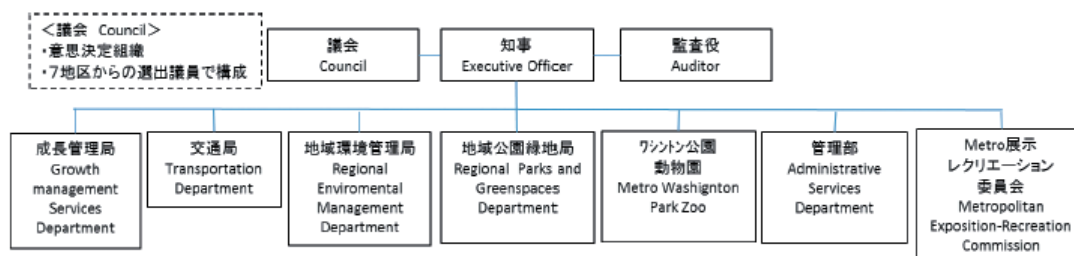 ＜議会 Council＞
・意思決定組織
・７地区からの選出議員で構成
議会
Council
知事
Executive Officer
監査役
Auditor
成長管理局
Growth
management
Services
Department
交通局
Transportation
Department
地域環境管理局
Regional
Enviromental
Management
Department
地域公園緑地局
Regional Parks and
Greenspaces
Department
ﾜｼﾝﾄﾝ公園
動物園
Metro Washignton
Park Zoo
管理部
Administrative
Services
Department
Metro展示
レクリエーション
委員会
Metropolitan
Exposition-Recreation
Commission